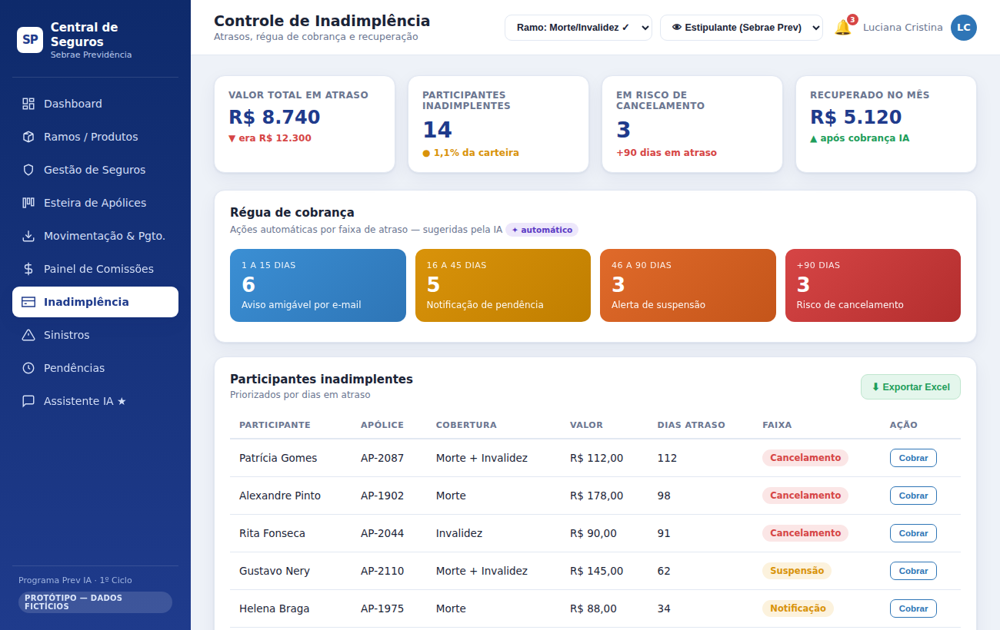 SP
Central de
Seguros
Sebrae Previdência
Dashboard
Ramos / Produtos
Gestão de Seguros
Esteira de Apólices
Movimentação & Pgto.
Painel de Comissões
Inadimplência
Sinistros
Pendências
Assistente IA ★
Programa Prev IA · 1º Ciclo
PROTÓTIPO — DADOS
FICTÍCIOS
Controle de Inadimplência
Atrasos, régua de cobrança e recuperação
Ramo: Morte/Invalidez ✓
👁 Estipulante (Sebrae Prev)
3
Luciana Cristina
LC
VALOR TOTAL EM ATRASO
R$ 8.740
▼ era R$ 12.300
PARTICIPANTES
INADIMPLENTES
14
● 1,1% da carteira
EM RISCO DE
CANCELAMENTO
3
+90 dias em atraso
RECUPERADO NO MÊS
R$ 5.120
▲ após cobrança IA
Régua de cobrança
Ações automáticas por faixa de atraso — sugeridas pela IA ✦ automático
1 A 15 DIAS
6
Aviso amigável por e-mail
16 A 45 DIAS
5
Notificação de pendência
46 A 90 DIAS
3
Alerta de suspensão
+90 DIAS
3
Risco de cancelamento
Participantes inadimplentes
Priorizados por dias em atraso
⬇ Exportar Excel
PARTICIPANTE APÓLICE COBERTURA VALOR DIAS ATRASO FAIXA AÇÃO
Patrícia Gomes AP-2087 Morte + Invalidez R$ 112,00 112 Cancelamento Cobrar
Alexandre Pinto AP-1902 Morte R$ 178,00 98 Cancelamento Cobrar
Rita Fonseca AP-2044 Invalidez R$ 90,00 91 Cancelamento Cobrar
Gustavo Nery AP-2110 Morte + Invalidez R$ 145,00 62 Suspensão Cobrar
Helena Braga AP-1975 Morte R$ 88,00 34 Notificação Cobrar